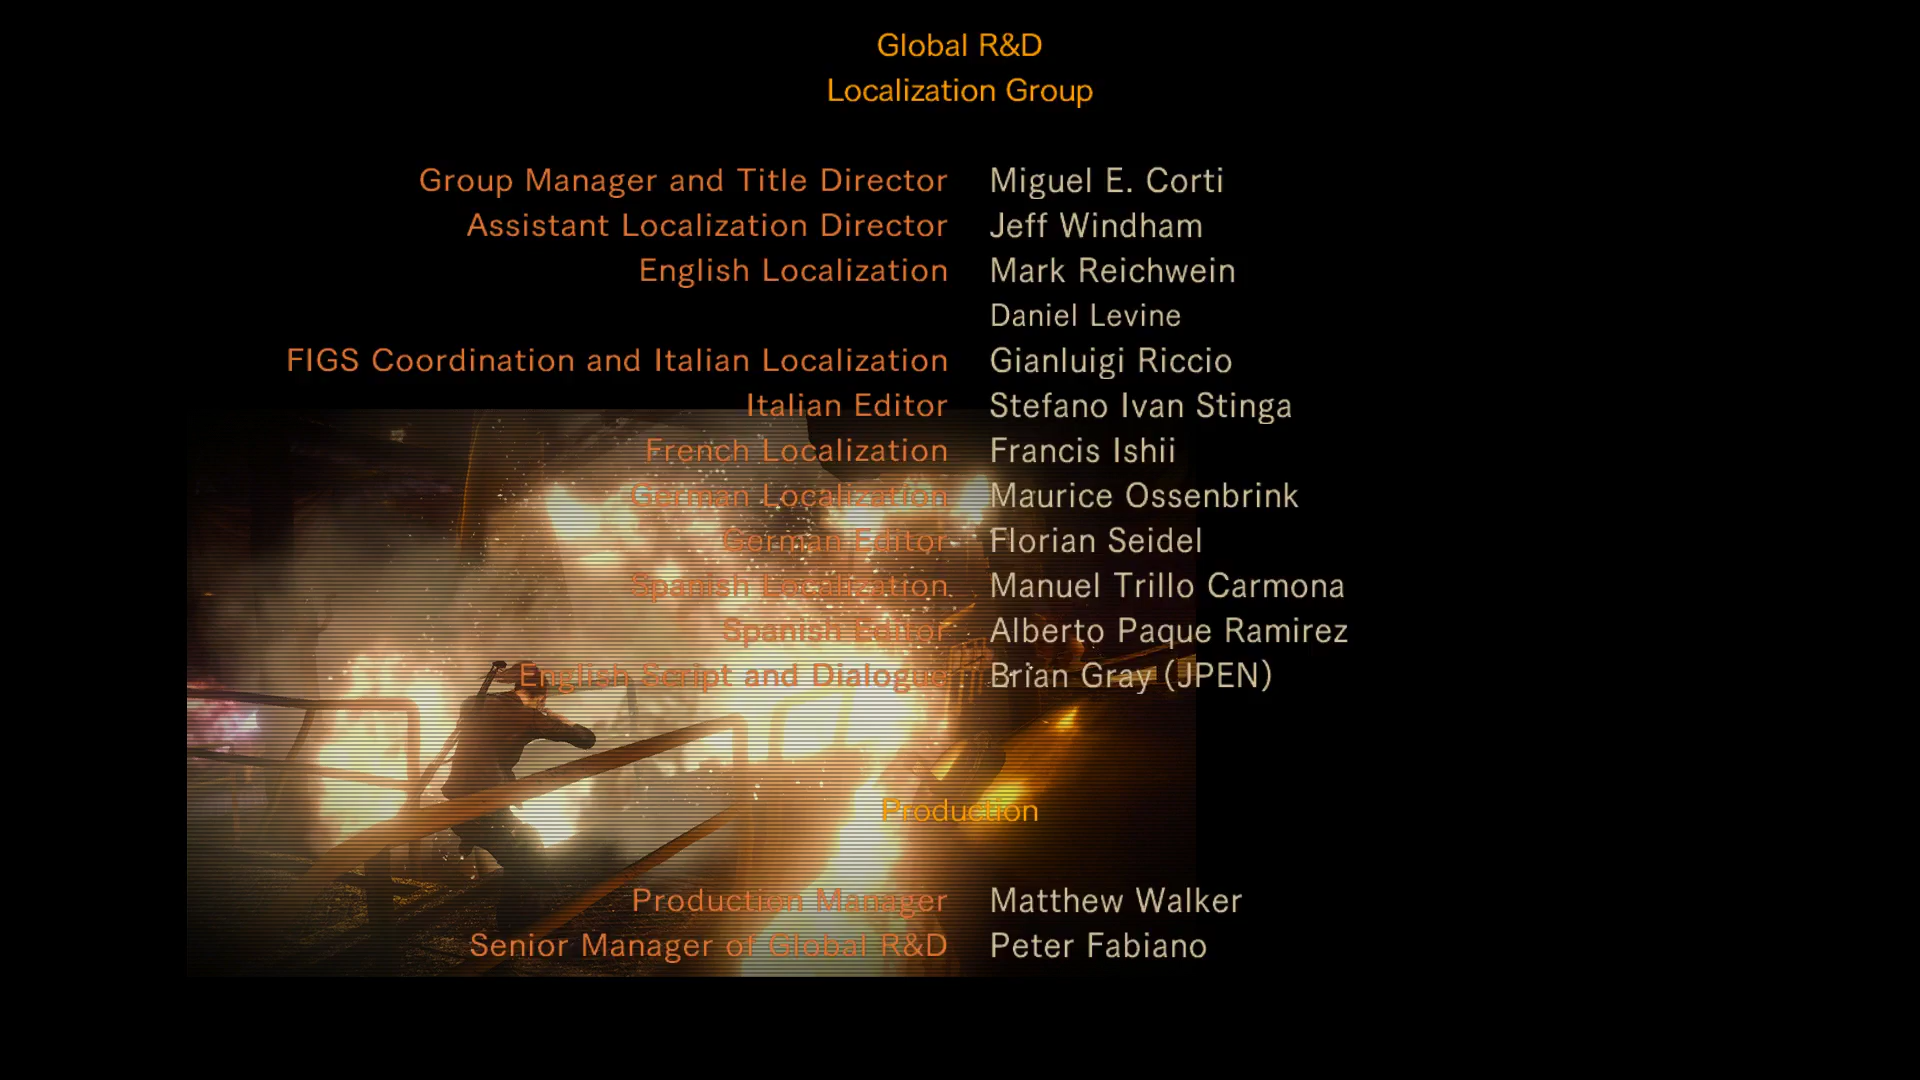 Global R&D
Localization Group
Group Manager and Title Director Miguel E. Corti
Assistant Localization Director Jeff Windham
English Localization Mark Reichwein
Daniel Levine
FIGS Coordination and Italian Localization Gianluigi Riccio
Italian Editor Stefano Ivan Stinga
French Localization Francis Ishii
German Localization Maurice Ossenbrink
German Editor Florian Seidel
Spanish Localization Manuel Trillo Carmona
Spanish Editor Alberto Paque Ramirez
English Script and Dialogue Brian Gray (JPEN)
Production
Production Manager Matthew Walker
Senior Manager of Global R&D Peter Fabiano